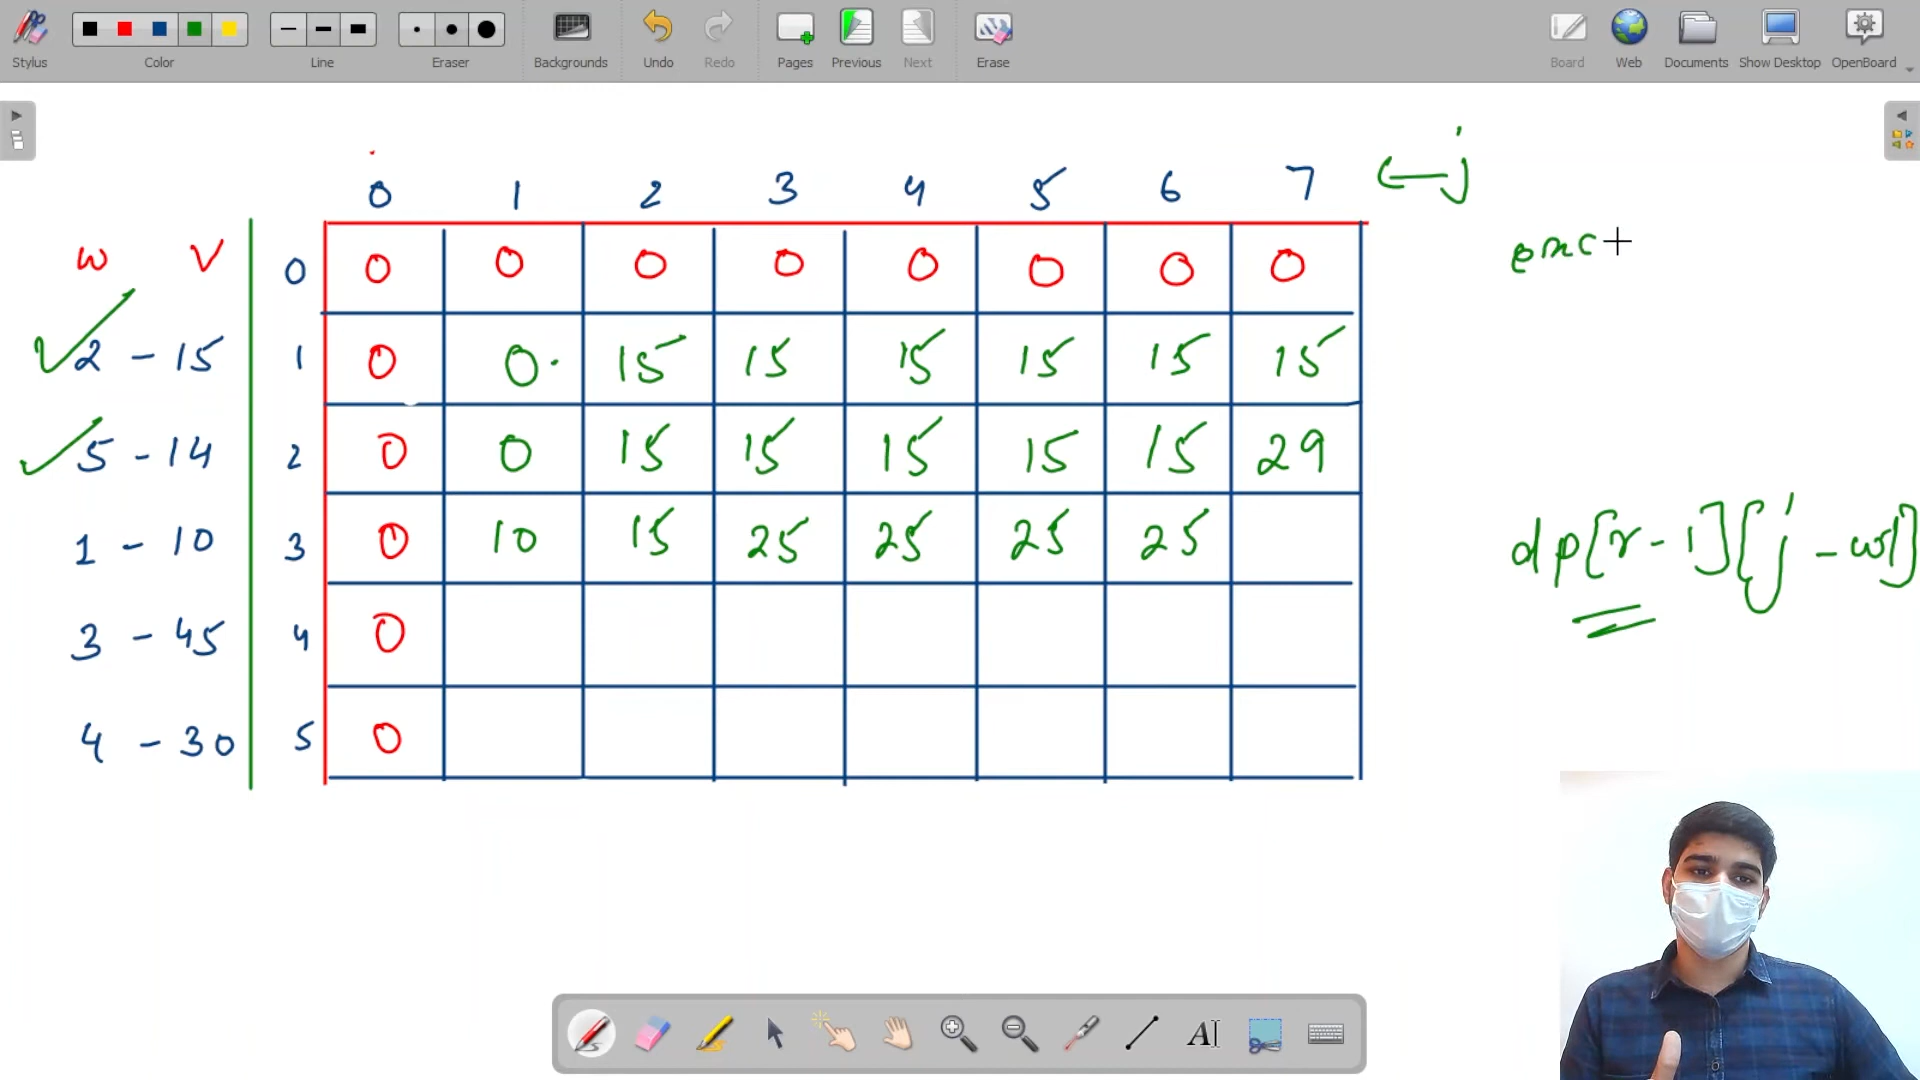 Stylus Color Line Eraser Backgrounds Undo Redo Pages Previous Next Erase Board Web Documents Show Desktop OpenBoard
0 1 2 3 4 5 6 7 ← j
w V 0 0 0 0 0 0 0 0 0 exc
2 - 15 1 0 0 15 15 15 15 15 15
5 - 14 2 0 0 15 15 15 15 15 29
1 - 10 3 0 10 15 25 25 25 25 dp[r-1][j-wt]
3 - 45 4 0
4 - 30 5 0